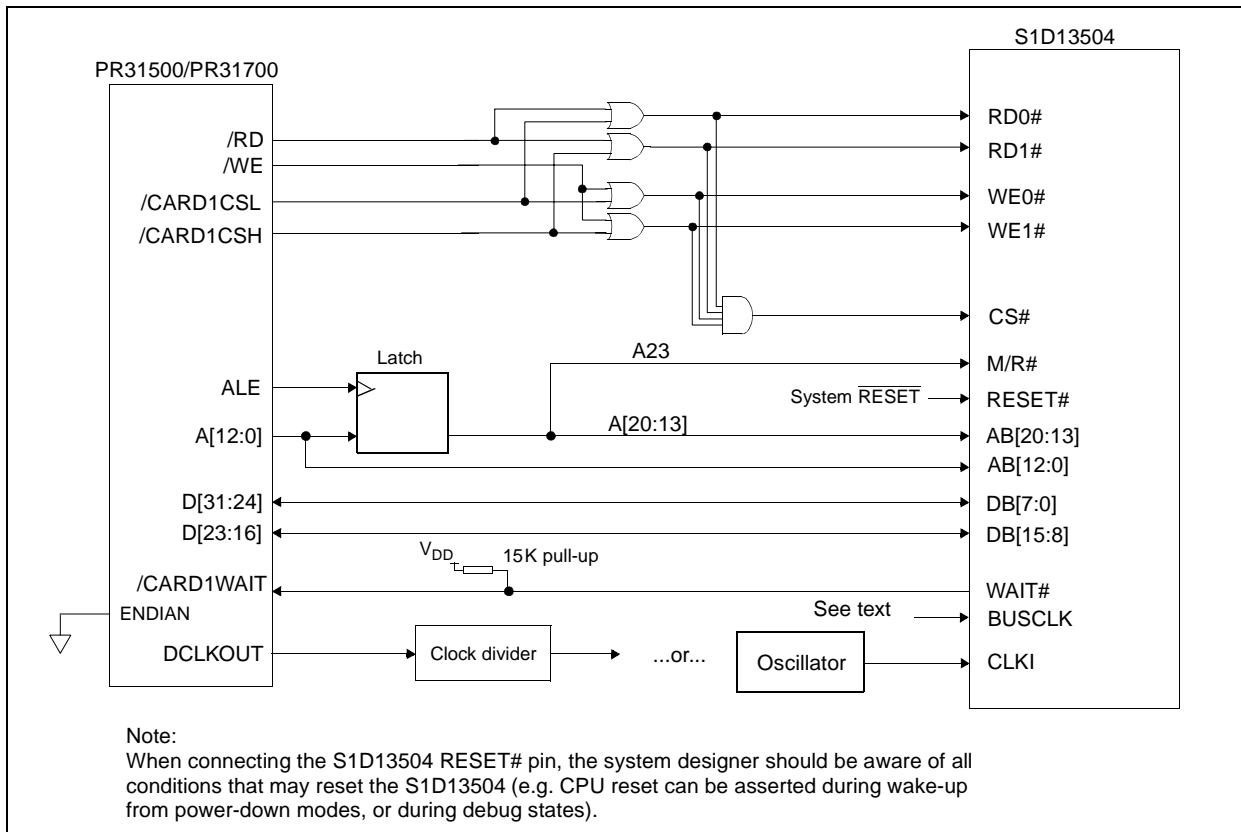 S1D13504
PR31500/PR31700
/RD
/WE
/CARD1CSL
/CARD1CSH
RD0#
RD1#
WE0#
WE1#
CS#
A23
M/R#
Latch
ALE
System RESET
RESET#
A[12:0]
A[20:13]
AB[20:13]
AB[12:0]
D[31:24]
DB[7:0]
D[23:16]
DB[15:8]
VDD
15K pull-up
/CARD1WAIT
WAIT#
ENDIAN
See text
BUSCLK
DCLKOUT
Clock divider
...or...
Oscillator
CLKI
Note:
When connecting the S1D13504 RESET# pin, the system designer should be aware of all
conditions that may reset the S1D13504 (e.g. CPU reset can be asserted during wake-up
from power-down modes, or during debug states).